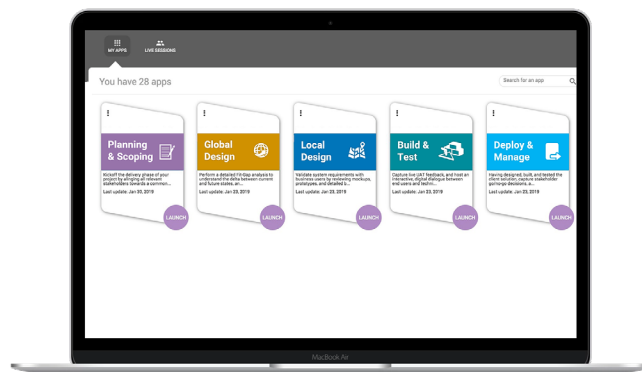 MY APPS
LIVE SESSIONS
You have 28 apps
Search for an app
Planning
& Scoping
Kickoff the delivery phase of your
project by aligning all relevant
stakeholders towards a common...
Last update: Jan 30, 2019
LAUNCH
Global
Design
Perform a detailed Fit-Gap analysis to
understand the delta between current
and future states, an...
Last update: Jan 23, 2019
LAUNCH
Local
Design
Validate system requirements with
business users by reviewing mockups,
prototypes, and detailed b...
Last update: Jan 23, 2019
LAUNCH
Build &
Test
Capture live UAT feedback, and host an
interactive, digital dialogue between
end users and techni...
Last update: Jan 23, 2019
LAUNCH
Deploy &
Manage
Having designed, built, and tested the
client solution, capture stakeholder
go/no-go decisions, a...
Last update: Jan 23, 2019
LAUNCH
MacBook Air